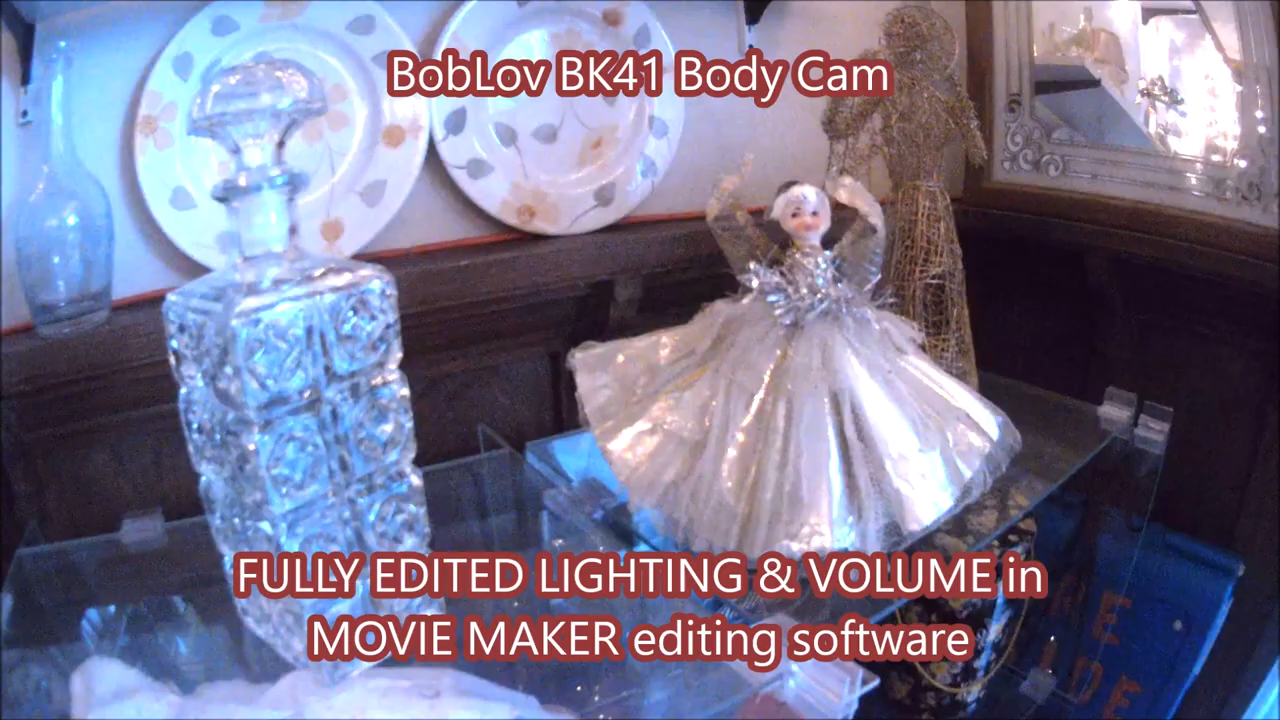 BobLov BK41 Body Cam
FULLY EDITED LIGHTING & VOLUME in
MOVIE MAKER editing software